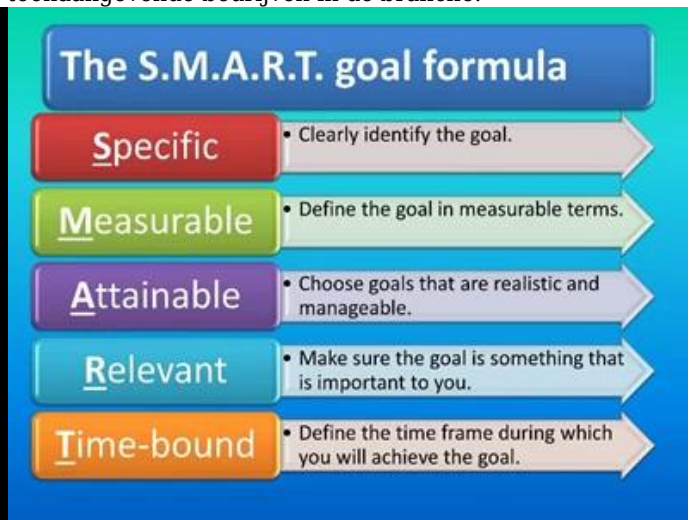 The S.M.A.R.T. goal formula
Specific
• Clearly identify the goal.
Measurable
• Define the goal in measurable terms.
Attainable
• Choose goals that are realistic and
manageable.
Relevant
• Make sure the goal is something that
is important to you.
Time-bound
• Define the time frame during which
you will achieve the goal.